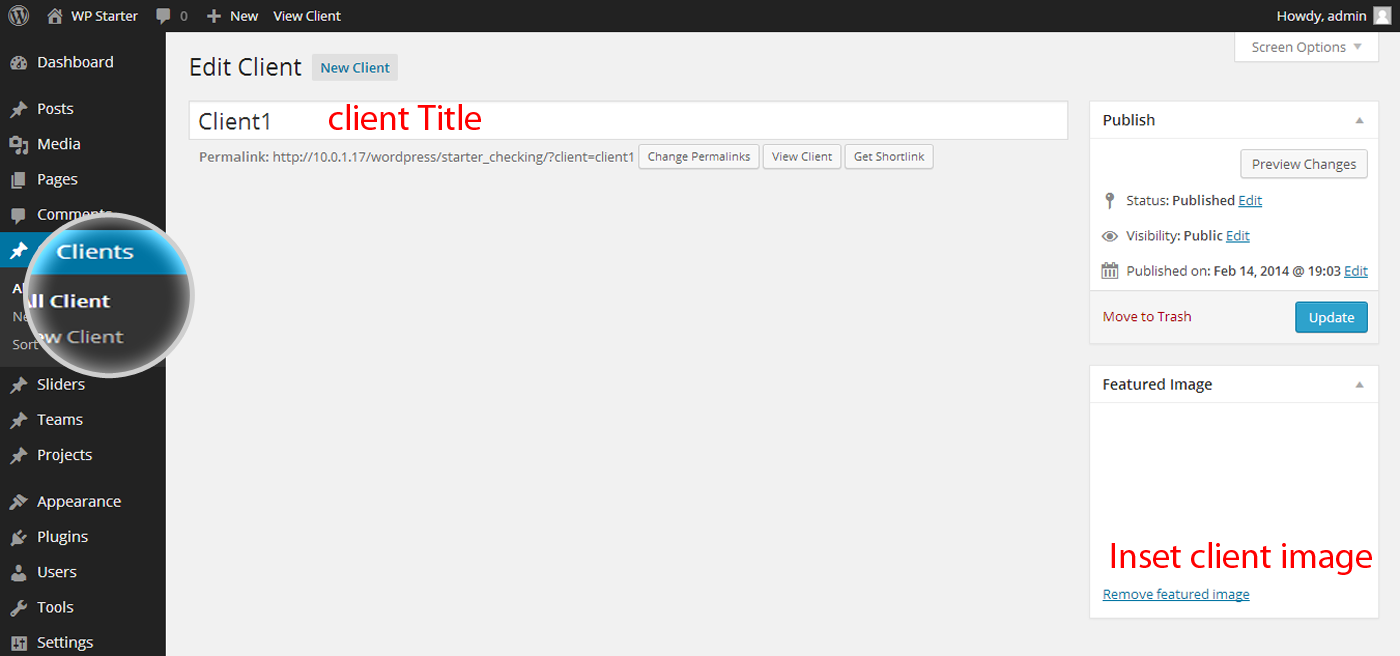 WP Starter 0 New View Client Howdy, admin
Screen Options
Dashboard
Posts
Media
Pages
Comments
Clients
All Client
New Client
Sort
Sliders
Teams
Projects
Appearance
Plugins
Users
Tools
Settings
Edit Client New Client
Client1 client Title
Permalink: http://10.0.1.17/wordpress/starter_checking/?client=client1 Change Permalinks View Client Get Shortlink
Publish
Preview Changes
Status: Published Edit
Visibility: Public Edit
Published on: Feb 14, 2014 @ 19:03 Edit
Move to Trash Update
Featured Image
Inset client image
Remove featured image